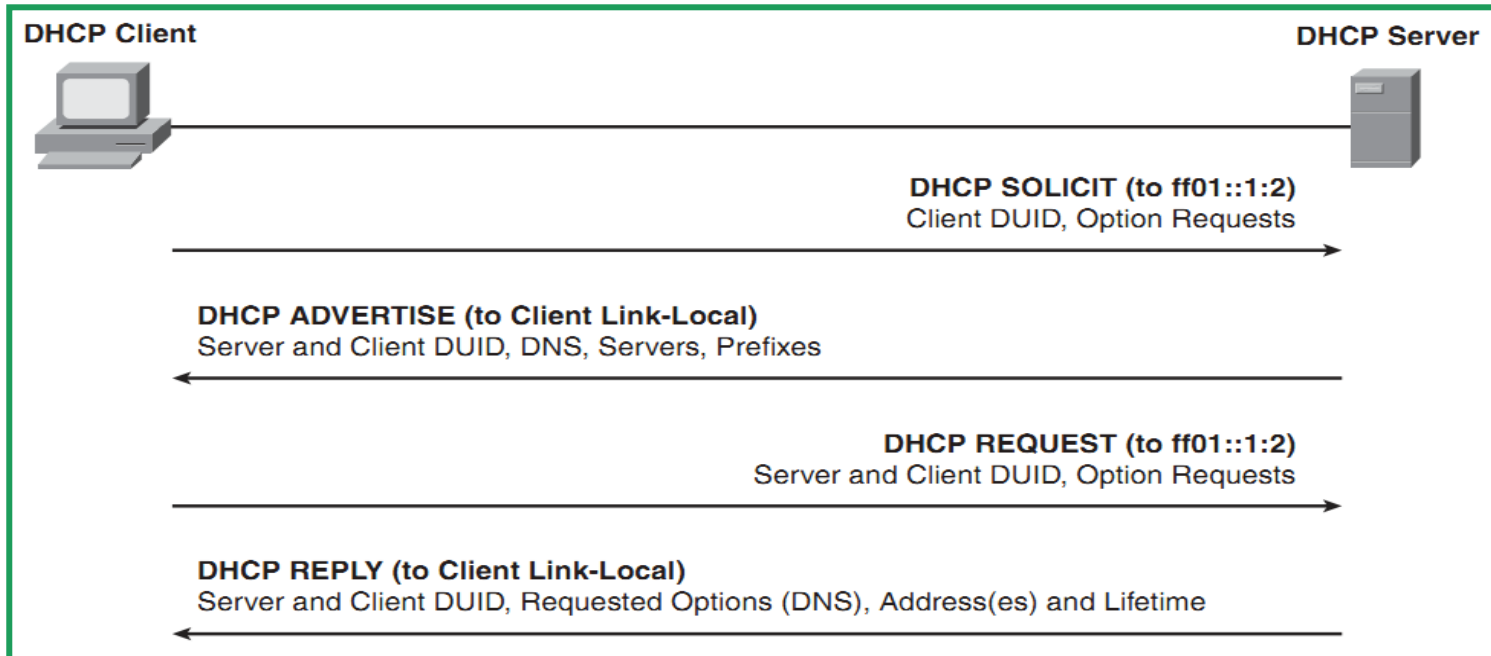 DHCP Client
DHCP Server
DHCP SOLICIT (to ff01::1:2)
Client DUID, Option Requests
DHCP ADVERTISE (to Client Link-Local)
Server and Client DUID, DNS, Servers, Prefixes
DHCP REQUEST (to ff01::1:2)
Server and Client DUID, Option Requests
DHCP REPLY (to Client Link-Local)
Server and Client DUID, Requested Options (DNS), Address(es) and Lifetime